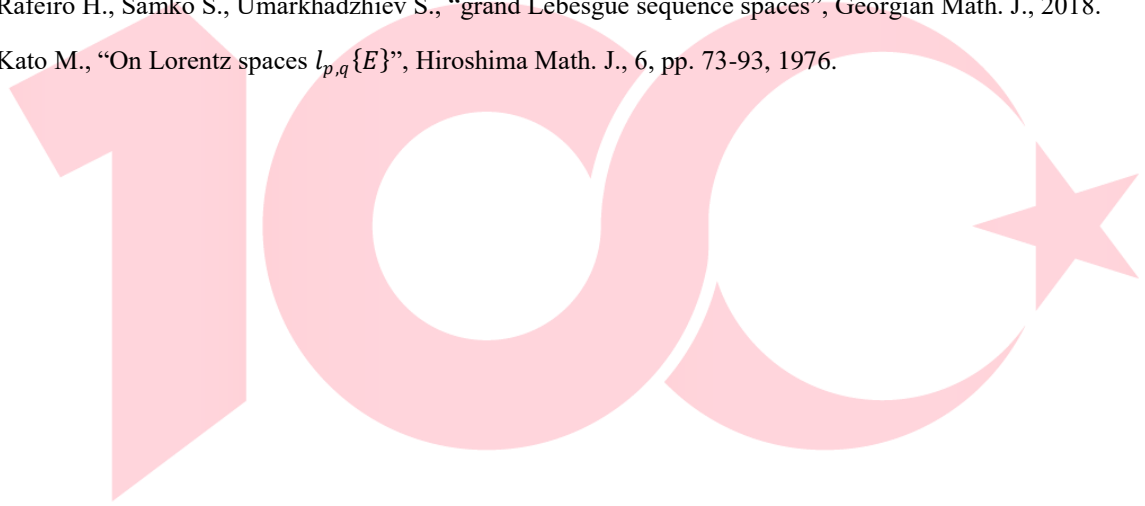 Rafeiro H., Samko S., Umarkhadzhiev S., “grand Lebesgue sequence spaces”, Georgian Math. J., 2018.
Kato M., “On Lorentz spaces l_{p,q}{E}”, Hiroshima Math. J., 6, pp. 73-93, 1976.
100